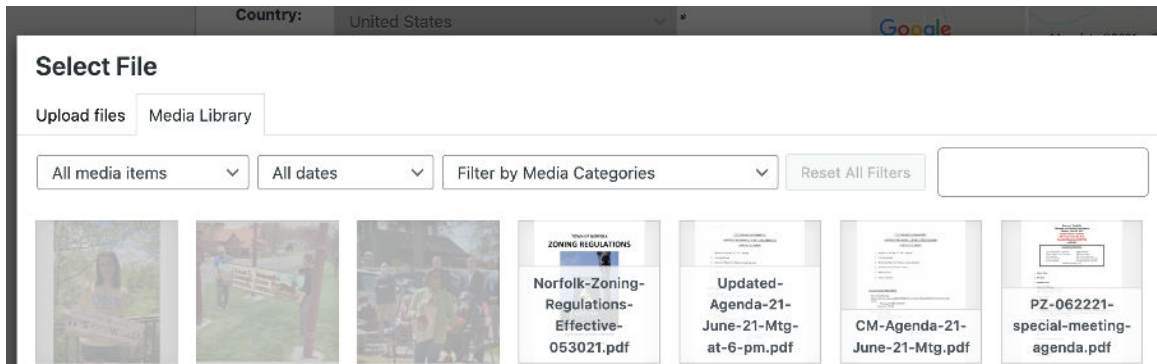 Country:
United States
*
Google
Select File
Upload files
Media Library
All media items
All dates
Filter by Media Categories
Reset All Filters
ZONING REGULATIONS
Norfolk-Zoning-
Regulations-
Effective-
053021.pdf
Updated-
Agenda-21-
June-21-Mtg-
at-6-pm.pdf
CM-Agenda-21-
June-21-Mtg.pdf
PZ-062221-
special-meeting-
agenda.pdf